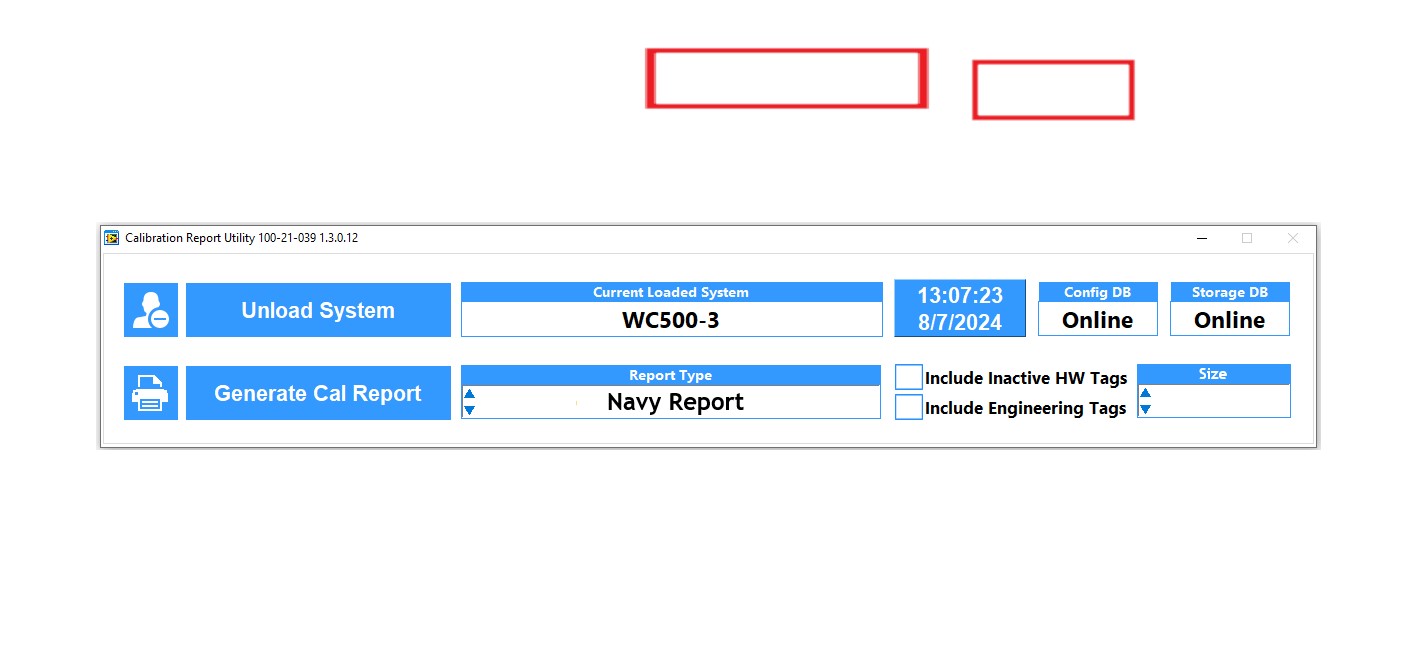 Calibration Report Utility 100-21-039 1.3.0.12
Unload System
Current Loaded System
WC500-3
13:07:23
8/7/2024
Config DB
Online
Storage DB
Online
Generate Cal Report
Report Type
Navy Report
Include Inactive HW Tags
Include Engineering Tags
Size